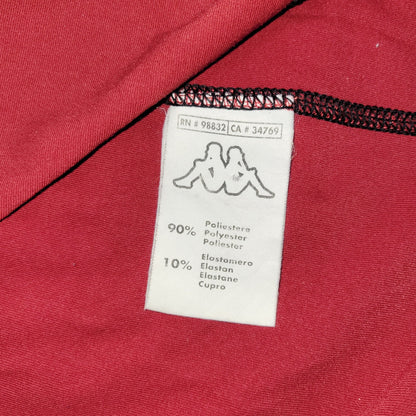 RN # 98832 CA # 34769
90% Poliestere
Polyester
Poliester
10% Elastomero
Elastan
Elastane
Cupro